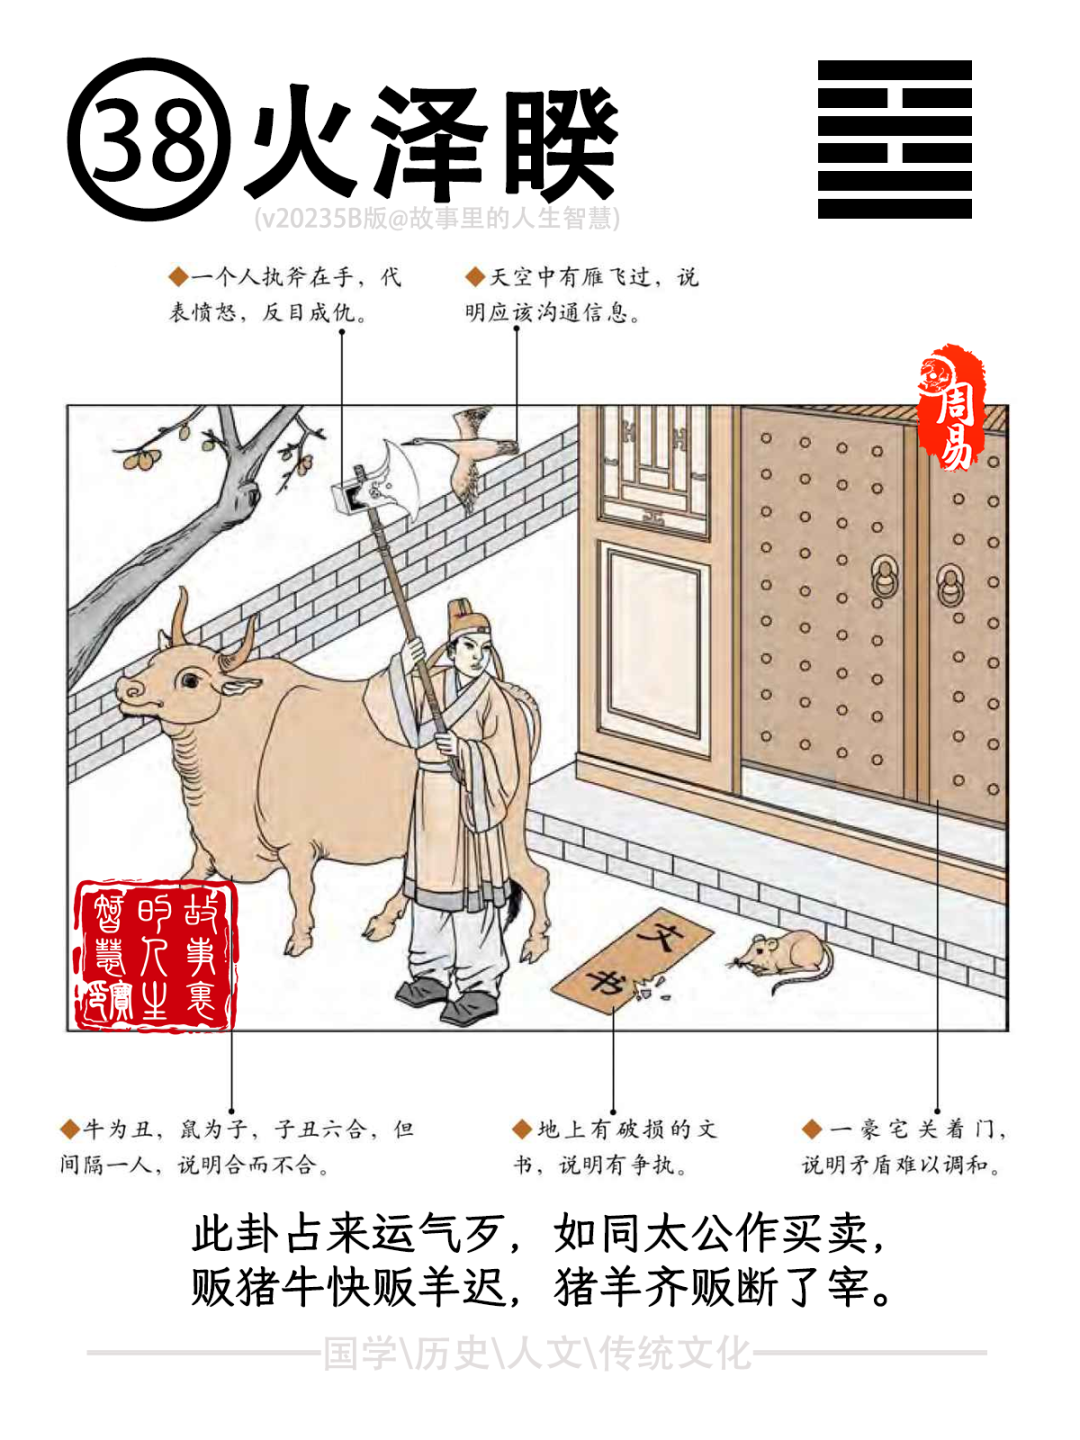 38 火泽睽
(v20235B版@故事里的人生智慧)
◆一个人执斧在手，代
表愤怒，反目成仇。
◆天空中有雁飞过，说
明应该沟通信息。
周易
文书
故事里
的人生
智慧宝印
◆牛为丑，鼠为子，子丑六合，但
间隔一人，说明合而不合。
◆地上有破损的文
书，说明有争执。
◆一豪宅关着门，
说明矛盾难以调和。
此卦占来运气歹，如同太公作买卖，
贩猪牛快贩羊迟，猪羊齐贩断了宰。
国学\历史\人文\传统文化